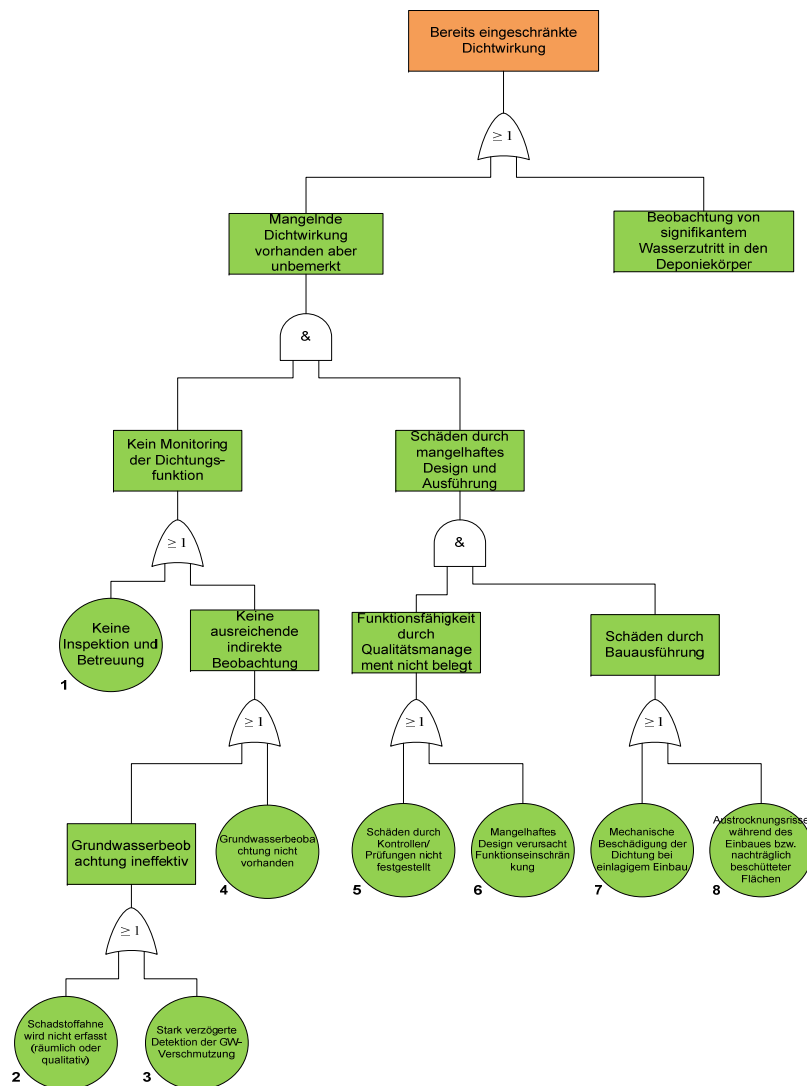 Bereits eingeschränkte
Dichtwirkung
≥ 1
Mangelnde
Dichtwirkung
vorhanden aber
unbemerkt
Beobachtung von
signifikantem
Wasserzutritt in den
Deponiekörper
&
Kein Monitoring
der Dichtungs-
funktion
Schäden durch
mangelhaftes
Design und
Ausführung
≥ 1
&
Keine
Inspektion und
Betreuung
1
Keine
ausreichende
indirekte
Beobachtung
Funktionsfähigkeit
durch
Qualitätsmanage
ment nicht belegt
Schäden durch
Bauausführung
≥ 1
≥ 1
≥ 1
Grundwasserbeob
achtung ineffektiv
Grundwasserbeoba
chtung nicht
vorhanden
4
Schäden durch
Kontrollen/
Prüfungen nicht
festgestellt
5
Mangelhaftes
Design verursacht
Funktionseinschrän
kung
6
Mechanische
Beschädigung der
Dichtung bei
einlagigem Einbau
7
Austrocknungsrisse
während des
Einbaues bzw.
nachträglich
beschütteter
Flächen
8
≥ 1
Schadstoffahne
wird nicht erfasst
(räumlich oder
qualitativ)
2
Stark verzögerte
Detektion der GW-
Verschmutzung
3